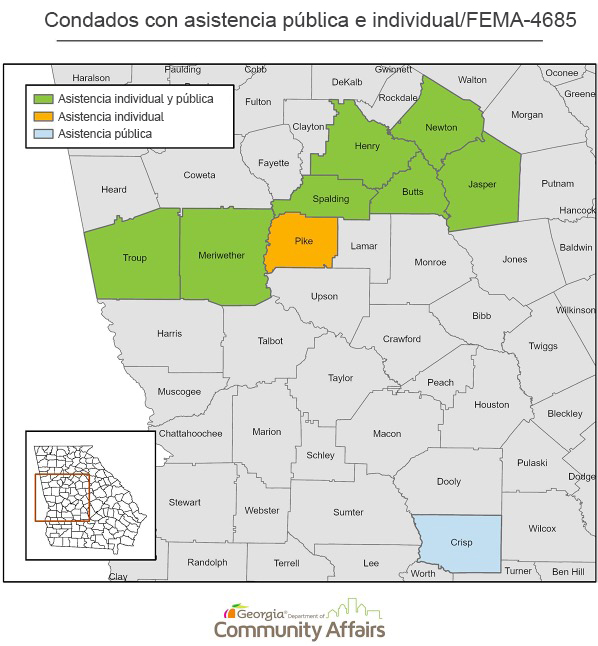 Condados con asistencia pública e individual/FEMA-4685
Asistencia individual y pública
Asistencia individual
Asistencia pública
Haralson
Paulding
Cobb
Gwinnett
DeKalb
Rockdale
Walton
Oconee
Greene
Fulton
Clayton
Newton
Morgan
Henry
Fayette
Coweta
Heard
Spalding
Butts
Jasper
Putnam
Hancock
Troup
Meriwether
Pike
Lamar
Monroe
Jones
Baldwin
Upson
Bibb
Wilkinson
Harris
Talbot
Crawford
Twiggs
Taylor
Peach
Muscogee
Houston
Bleckley
Chattahoochee
Marion
Macon
Schley
Pulaski
Dooly
Dodge
Stewart
Webster
Sumter
Wilcox
Crisp
Randolph
Terrell
Lee
Worth
Turner
Ben Hill
Clay
Georgia® Department of
Community Affairs